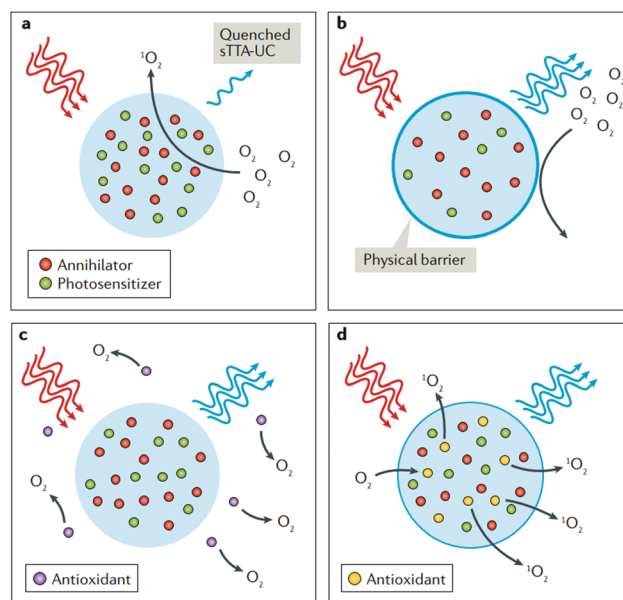 a
Quenched
sTTA-UC
¹O₂
O₂
O₂
O₂
O₂
Annihilator
Photosensitizer
b
O₂
O₂
O₂
O₂
O₂
Physical barrier
c
O₂
O₂
O₂
O₂
O₂
Antioxidant
d
¹O₂
O₂
¹O₂
¹O₂
¹O₂
Antioxidant